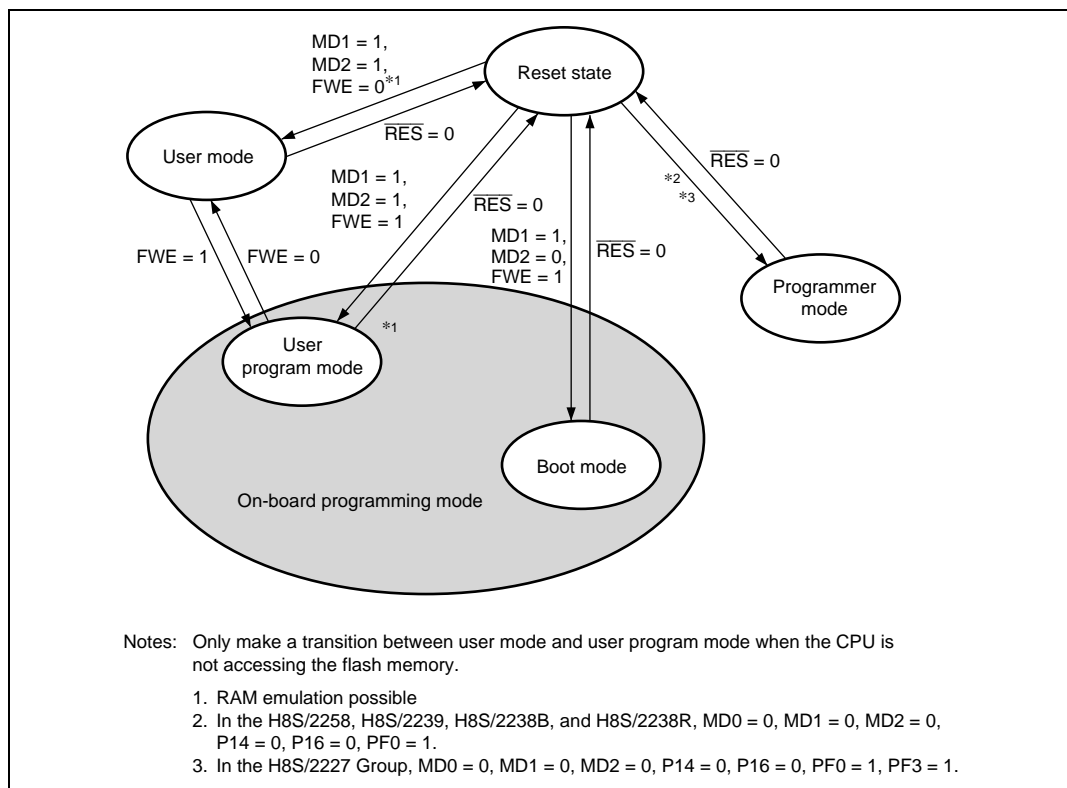 MD1 = 1,
MD2 = 1,
FWE = 0*1
Reset state
RES = 0
User mode
RES = 0
MD1 = 1,
MD2 = 1,
FWE = 1
RES = 0
*2
*3
MD1 = 1,
MD2 = 0,
FWE = 1
RES = 0
FWE = 1
FWE = 0
Programmer
mode
*1
User
program mode
Boot mode
On-board programming mode
Notes: Only make a transition between user mode and user program mode when the CPU is
not accessing the flash memory.
1. RAM emulation possible
2. In the H8S/2258, H8S/2239, H8S/2238B, and H8S/2238R, MD0 = 0, MD1 = 0, MD2 = 0,
P14 = 0, P16 = 0, PF0 = 1.
3. In the H8S/2227 Group, MD0 = 0, MD1 = 0, MD2 = 0, P14 = 0, P16 = 0, PF0 = 1, PF3 = 1.